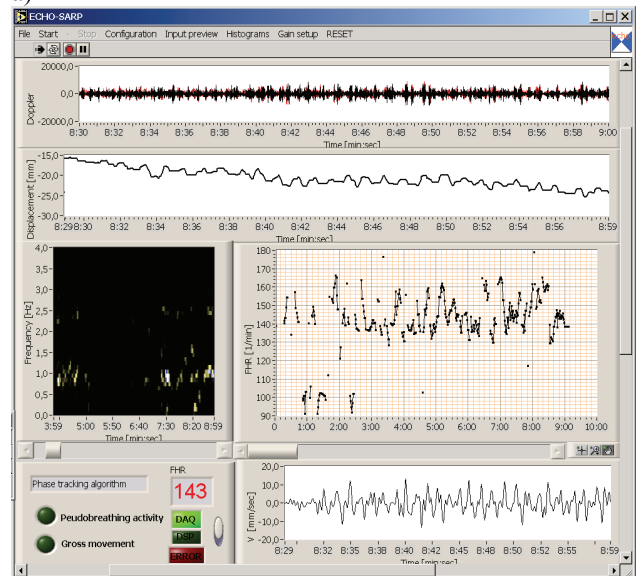 a)
ECHO-SARP
File Start - Stop Configuration Input preview Histograms Gain setup RESET
echo
Doppler
20000,0
0,0
-20000,0
8:30 8:32 8:34 8:36 8:38 8:40 8:42 8:44 8:46 8:48 8:50 8:52 8:54 8:56 8:58 9:00
Time [min:sec]
Displacement [mm]
-15,0
-20,0
-25,0
-30,0
8:29 8:30 8:32 8:34 8:36 8:38 8:40 8:42 8:44 8:46 8:48 8:50 8:52 8:54 8:56 8:59
Time [min:sec]
Frequency [Hz]
4,0
3,5
3,0
2,5
2,0
1,5
1,0
0,5
0,0
3:59 5:00 5:50 6:40 7:30 8:20 8:59
Time [min:sec]
FHR [1/min]
180
170
160
150
140
130
120
110
100
90
0 1:00 2:00 3:00 4:00 5:00 6:00 7:00 8:00 9:00 10:00
Phase tracking algorithm
FHR
143
Peudobreathing activity
DAQ
DSP
Gross movement
ERROR
V [mm/sec]
20,0
10,0
0,0
-10,0
-20,0
8:29 8:32 8:35 8:38 8:40 8:42 8:45 8:48 8:50 8:52 8:55 8:59
Time [min:sec]